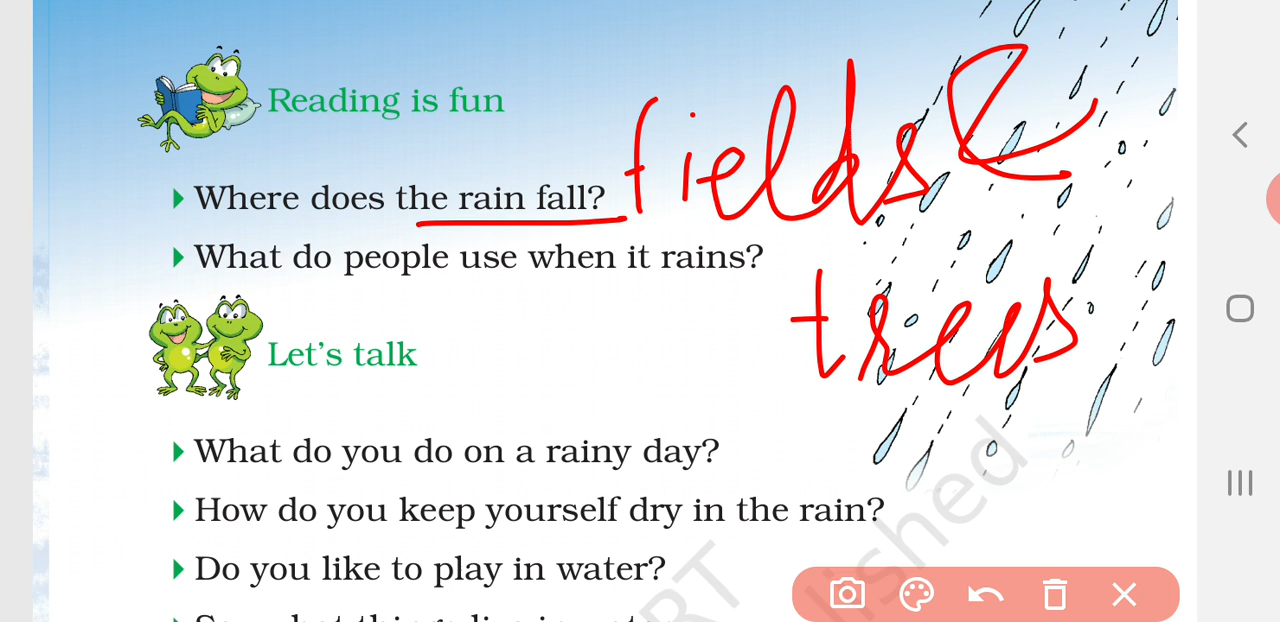 Reading is fun
Where does the rain fall? fields &
What do people use when it rains?
trees
Let's talk
What do you do on a rainy day?
How do you keep yourself dry in the rain?
Do you like to play in water?